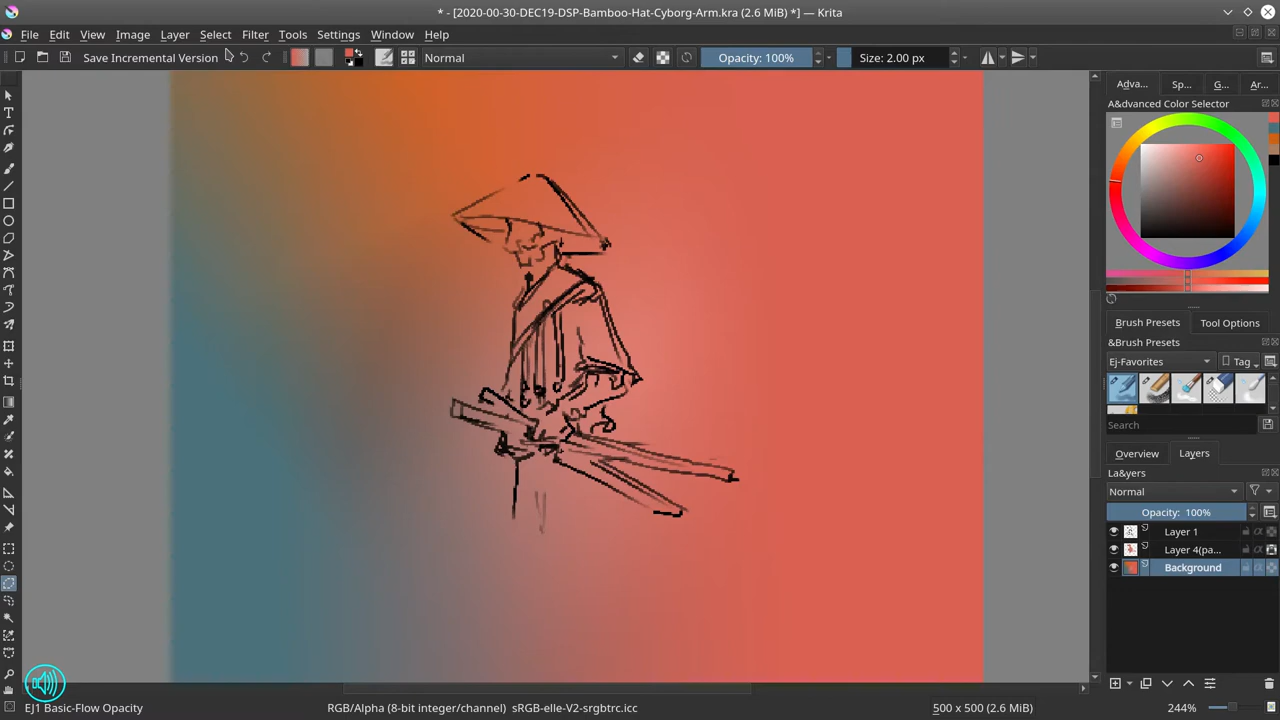 * - [2020-00-30-DEC19-DSP-Bamboo-Hat-Cyborg-Arm.kra (2.6 MiB) *] — Krita
File Edit View Image Layer Select Filter Tools Settings Window Help
Save Incremental Version Normal Opacity: 100% Size: 2.00 px
Adva... Sp... G... Ar...
A&dvanced Color Selector
Brush Presets Tool Options
&Brush Presets
Ej-Favorites Tag
Search
Overview Layers
La&yers
Normal
Opacity: 100%
Layer 1
Layer 4(pa...
Background
EJ1 Basic-Flow Opacity RGB/Alpha (8-bit integer/channel) sRGB-elle-V2-srgbtrc.icc 500 x 500 (2.6 MiB) 244%